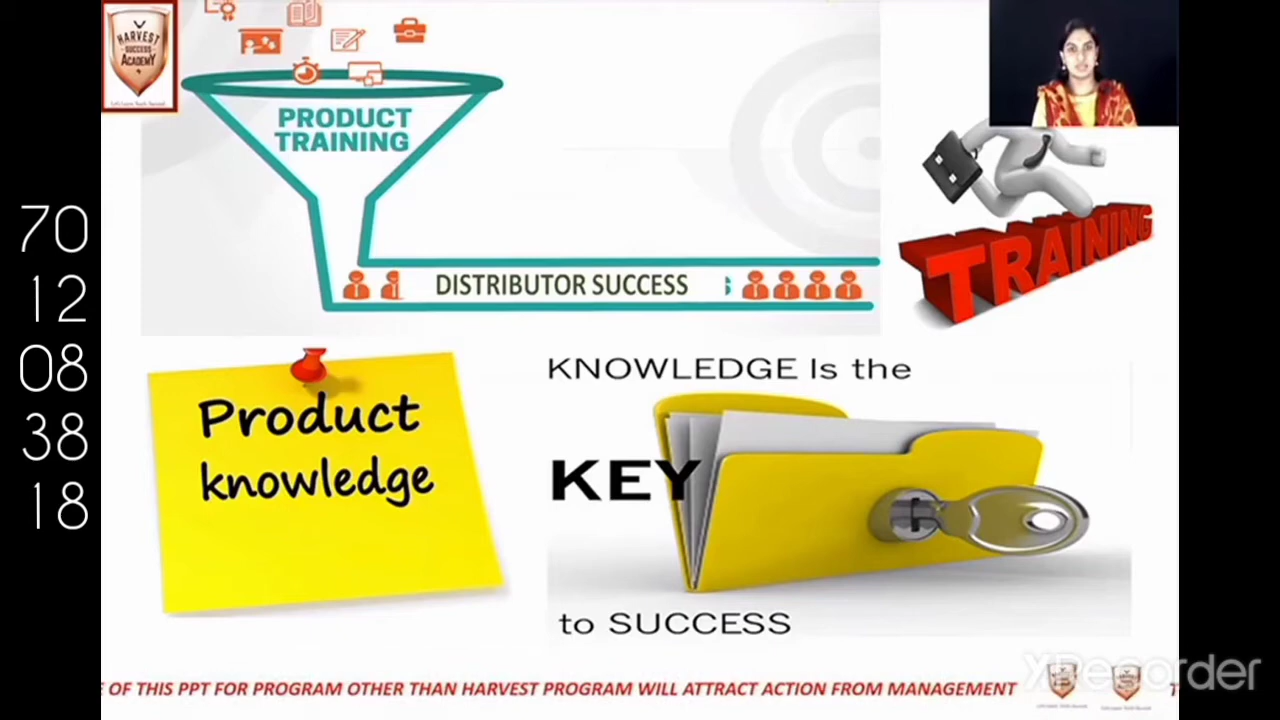 HARVEST
SUCCESS
ACADEMY
PRODUCT
TRAINING
DISTRIBUTOR SUCCESS
TRAINING
70
12
08
38
18
Product
knowledge
KNOWLEDGE Is the
KEY
to SUCCESS
E OF THIS PPT FOR PROGRAM OTHER THAN HARVEST PROGRAM WILL ATTRACT ACTION FROM MANAGEMENT
XRecorder